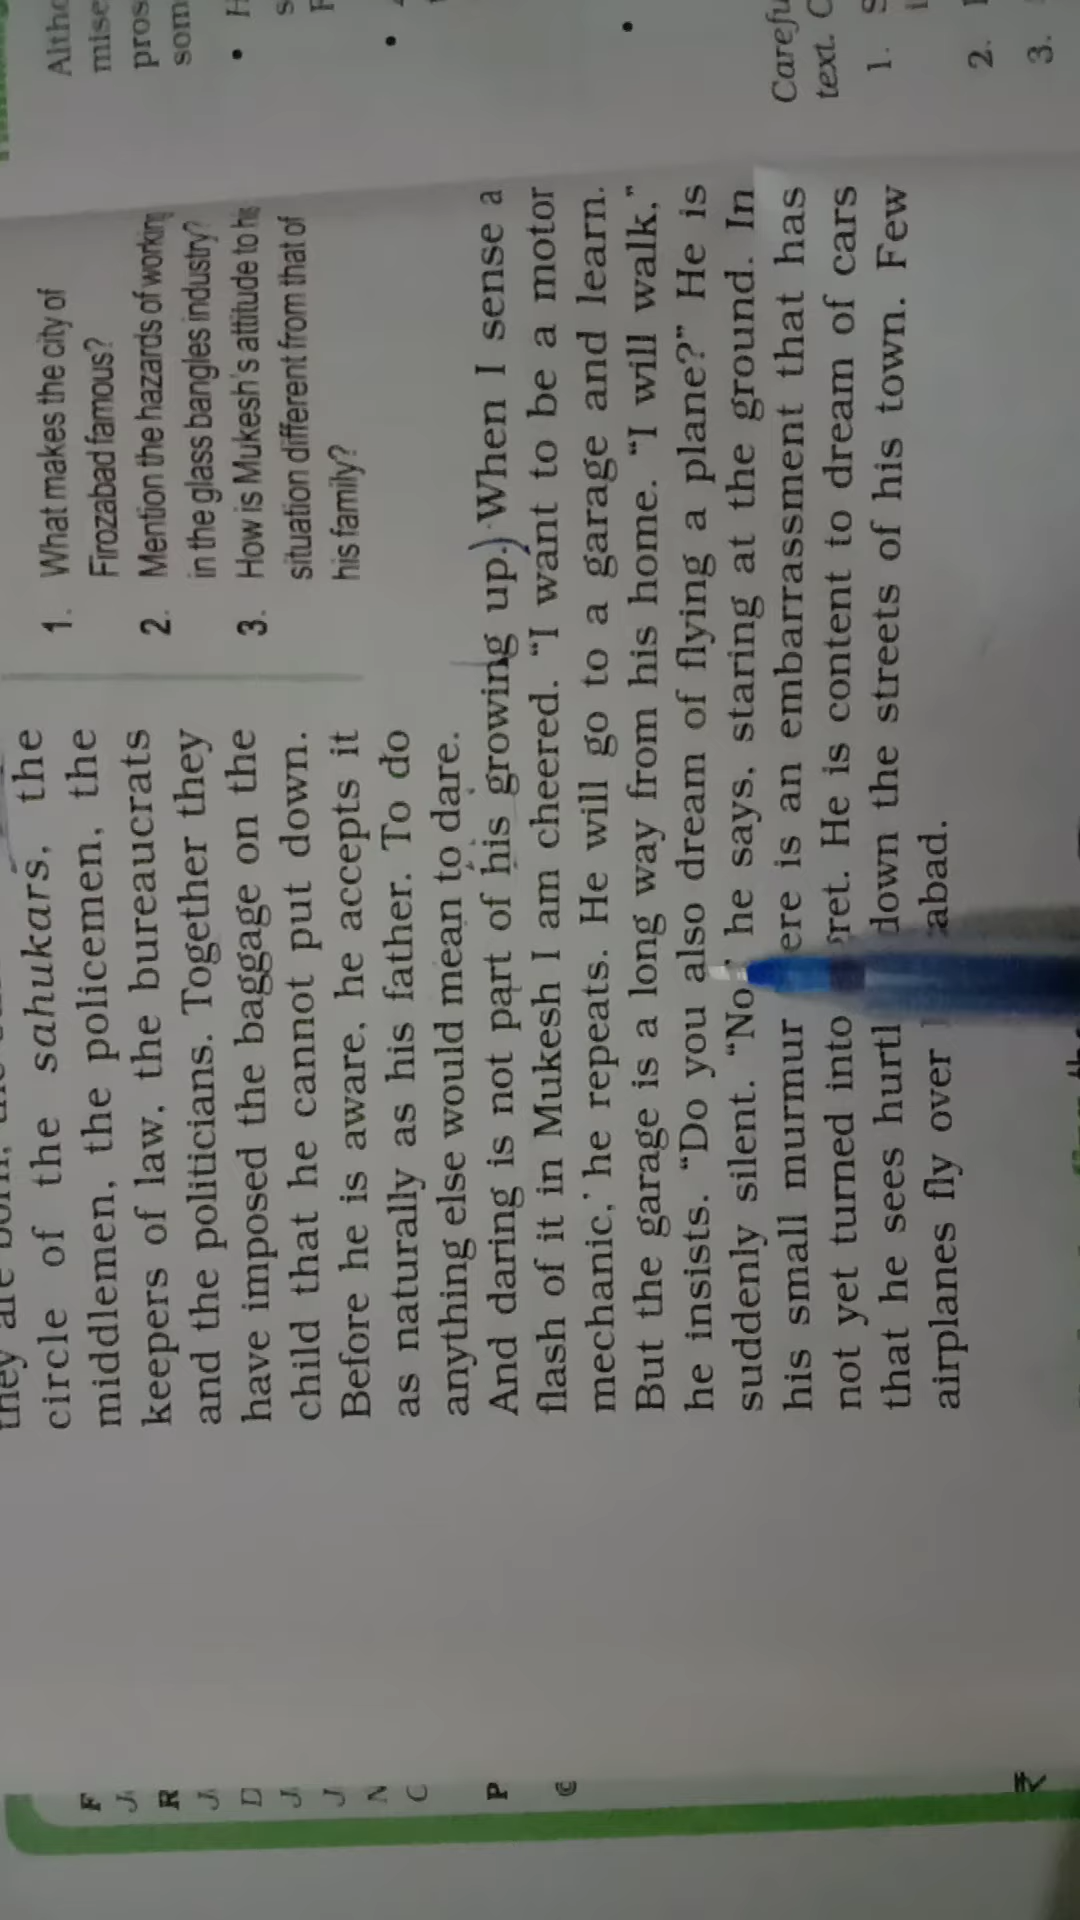 circle of the sahukars, the
middlemen, the policemen, the
keepers of law, the bureaucrats
and the politicians. Together they
have imposed the baggage on the
child that he cannot put down.
Before he is aware, he accepts it
as naturally as his father. To do
anything else would mean to dare.
1. What makes the city of
Firozabad famous?
2. Mention the hazards of working
in the glass bangles industry?
3. How is Mukesh's attitude to his
situation different from that of
his family?
And daring is not part of his growing up.) When I sense a
flash of it in Mukesh I am cheered. “I want to be a motor
mechanic,' he repeats. He will go to a garage and learn.
But the garage is a long way from his home. “I will walk,”
he insists. “Do you also dream of flying a plane?” He is
suddenly silent. “No he says, staring at the ground. In
his small murmur is an embarrassment that has
not yet turned into He is content to dream of cars
that he sees down the streets of his town. Few
airplanes fly over
F
R
P
Altho
mise
pros
som
Carefu
text.
1.
2.
3.
₹